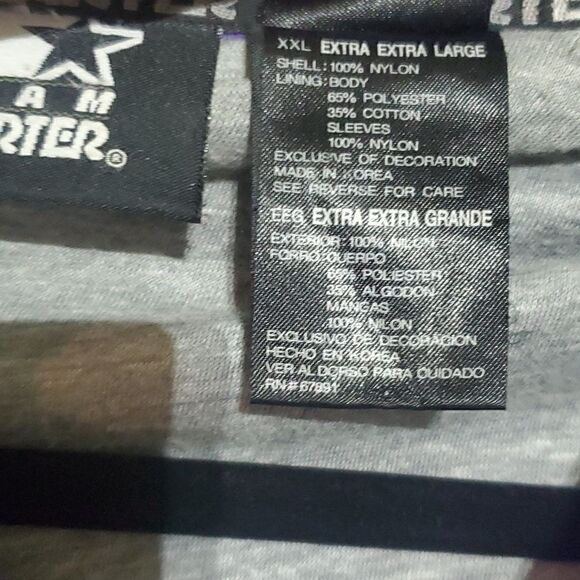 AM
RTER®
XXL EXTRA EXTRA LARGE
SHELL: 100% NYLON
LINING: BODY
65% POLYESTER
35% COTTON
SLEEVES
100% NYLON
EXCLUSIVE OF DECORATION
MADE IN KOREA
SEE REVERSE FOR CARE
EEG EXTRA EXTRA GRANDE
EXTERIOR: 100% NILON
FORRO: CUERPO
65% POLIESTER
35% ALGODON
MANGAS
100% NILON
EXCLUSIVO DE DECORACION
HECHO EN KOREA
VER AL DORSO PARA CUIDADO
RN# 67891